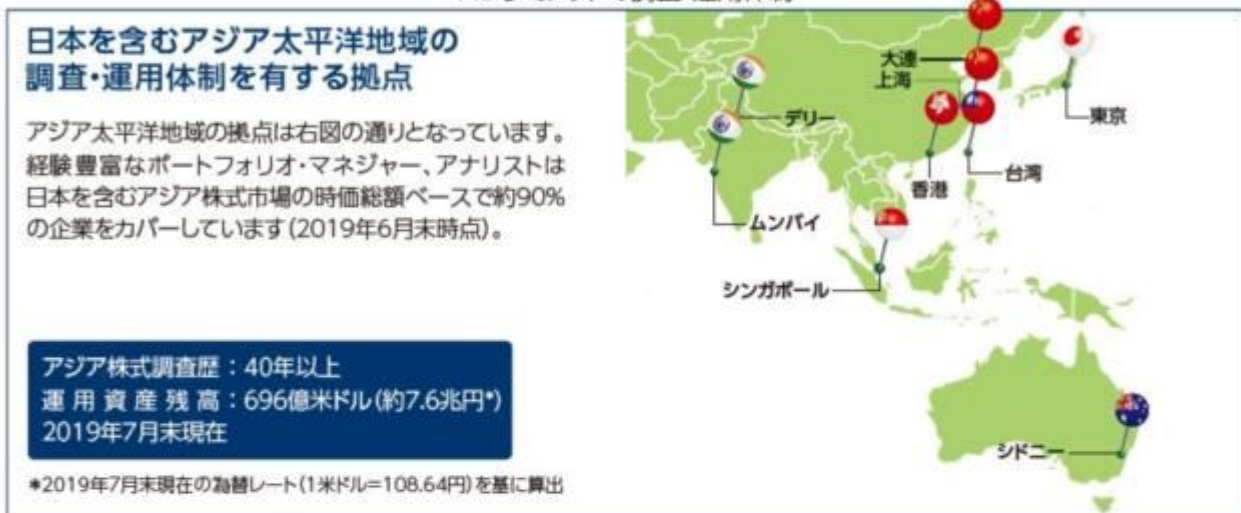 日本を含むアジア太平洋地域の
調査・運用体制を有する拠点
アジア太平洋地域の拠点は右図の通りとなっています。
経験豊富なポートフォリオ・マネジャー、アナリストは
日本を含むアジア株式市場の時価総額ベースで約90%
の企業をカバーしています(2019年6月末時点)。
アジア株式調査歴:40年以上
運用資産残高:696億米ドル(約7.6兆円*)
2019年7月末現在
*2019年7月末現在の為替レート(1米ドル=108.64円)を基に算出
大連
上海
デリー
東京
香港
台湾
ムンバイ
シンガポール
シドニー